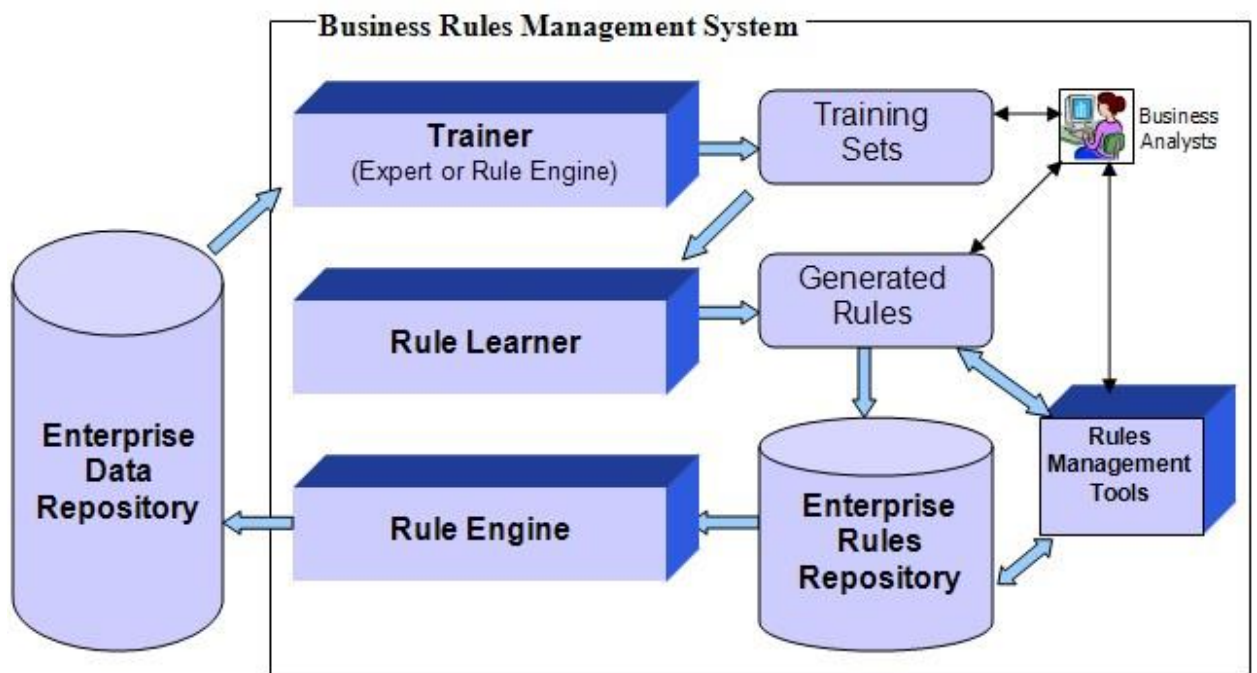 Business Rules Management System
Trainer
(Expert or Rule Engine)
Training
Sets
Business
Analysts
Rule Learner
Generated
Rules
Enterprise
Data
Repository
Rule Engine
Enterprise
Rules
Repository
Rules
Management
Tools